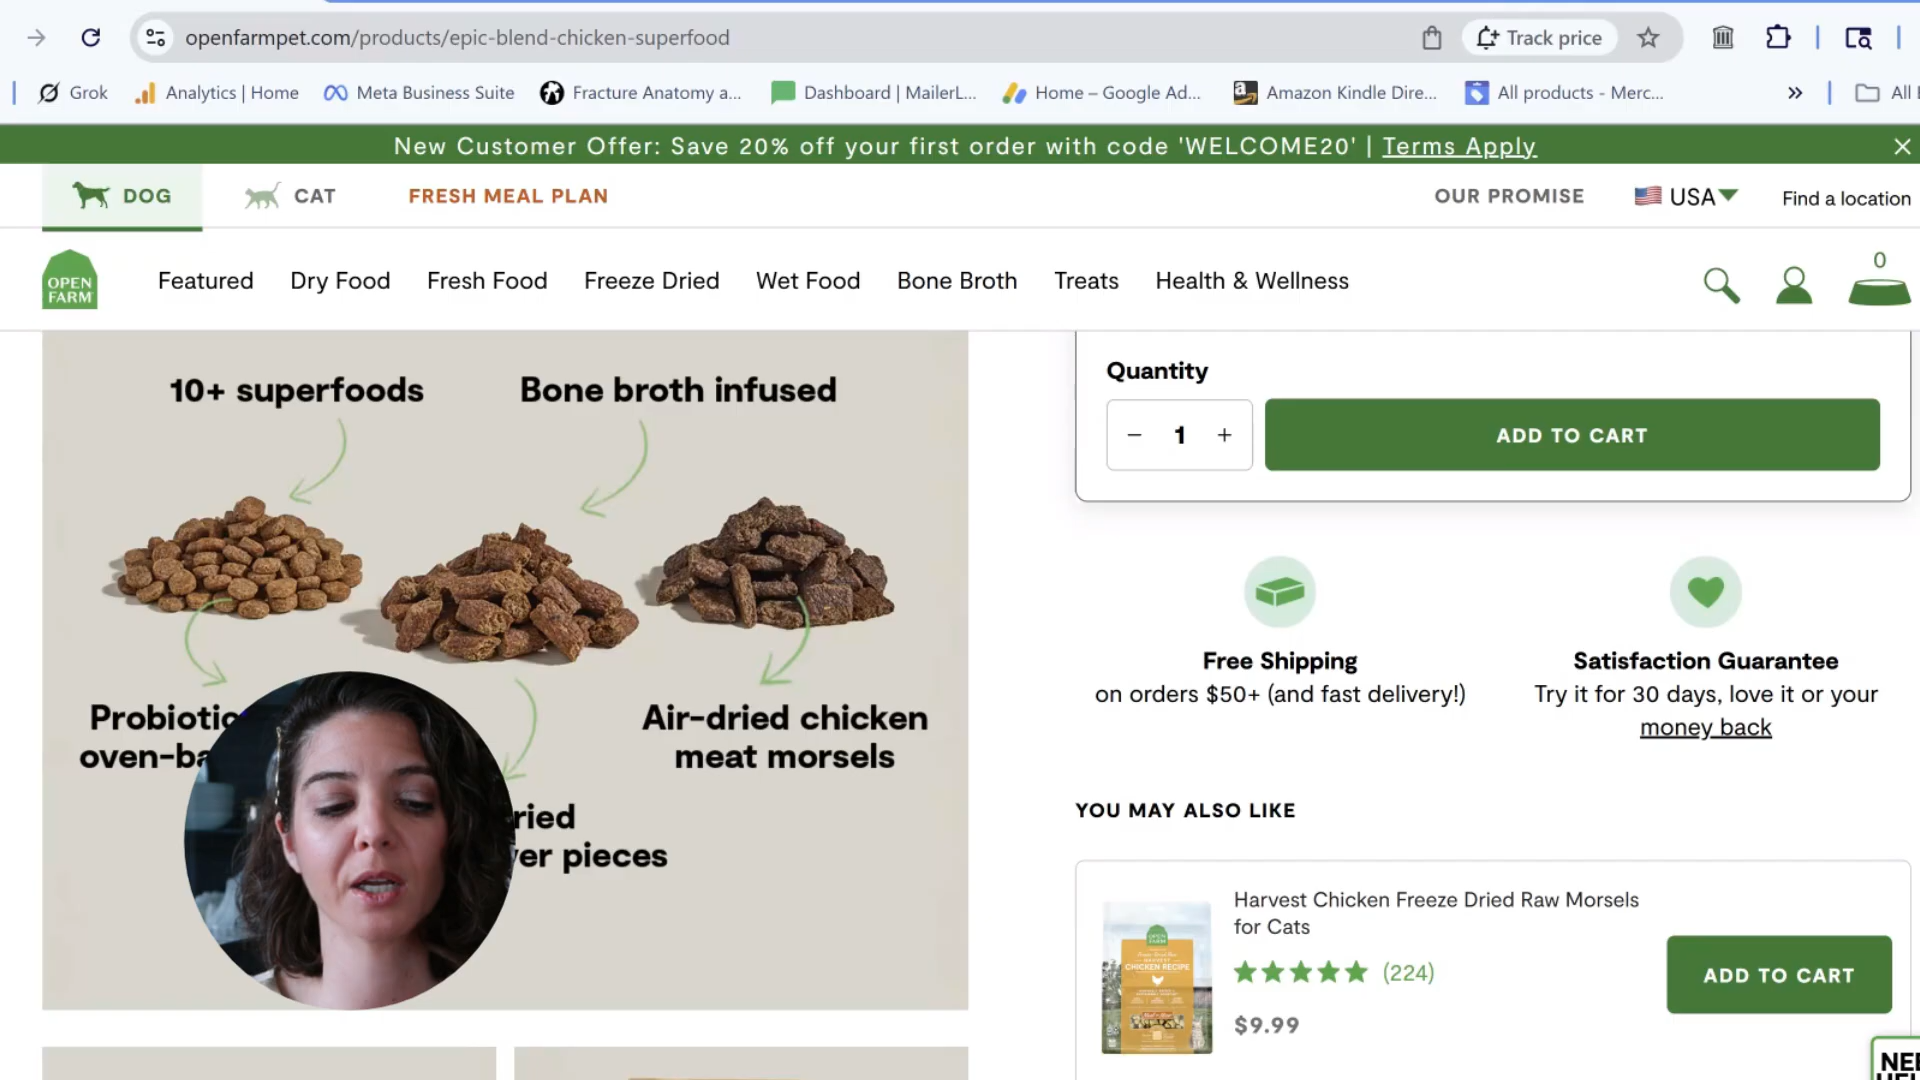 openfarmpet.com/products/epic-blend-chicken-superfood
Track price
Grok
Analytics | Home
Meta Business Suite
Fracture Anatomy a...
Dashboard | MailerL...
Home – Google Ad...
Amazon Kindle Dire...
All products - Merc...
All
New Customer Offer: Save 20% off your first order with code 'WELCOME20' | Terms Apply
DOG
CAT
FRESH MEAL PLAN
OUR PROMISE
USA
Find a location
OPEN
FARM
Featured
Dry Food
Fresh Food
Freeze Dried
Wet Food
Bone Broth
Treats
Health & Wellness
0
10+ superfoods
Bone broth infused
Air-dried chicken
meat morsels
pieces
Quantity
− 1 +
ADD TO CART
Free Shipping
on orders $50+ (and fast delivery!)
Satisfaction Guarantee
Try it for 30 days, love it or your
money back
YOU MAY ALSO LIKE
Harvest Chicken Freeze Dried Raw Morsels
for Cats
(224)
$9.99
ADD TO CART
CHICKEN RECIPE